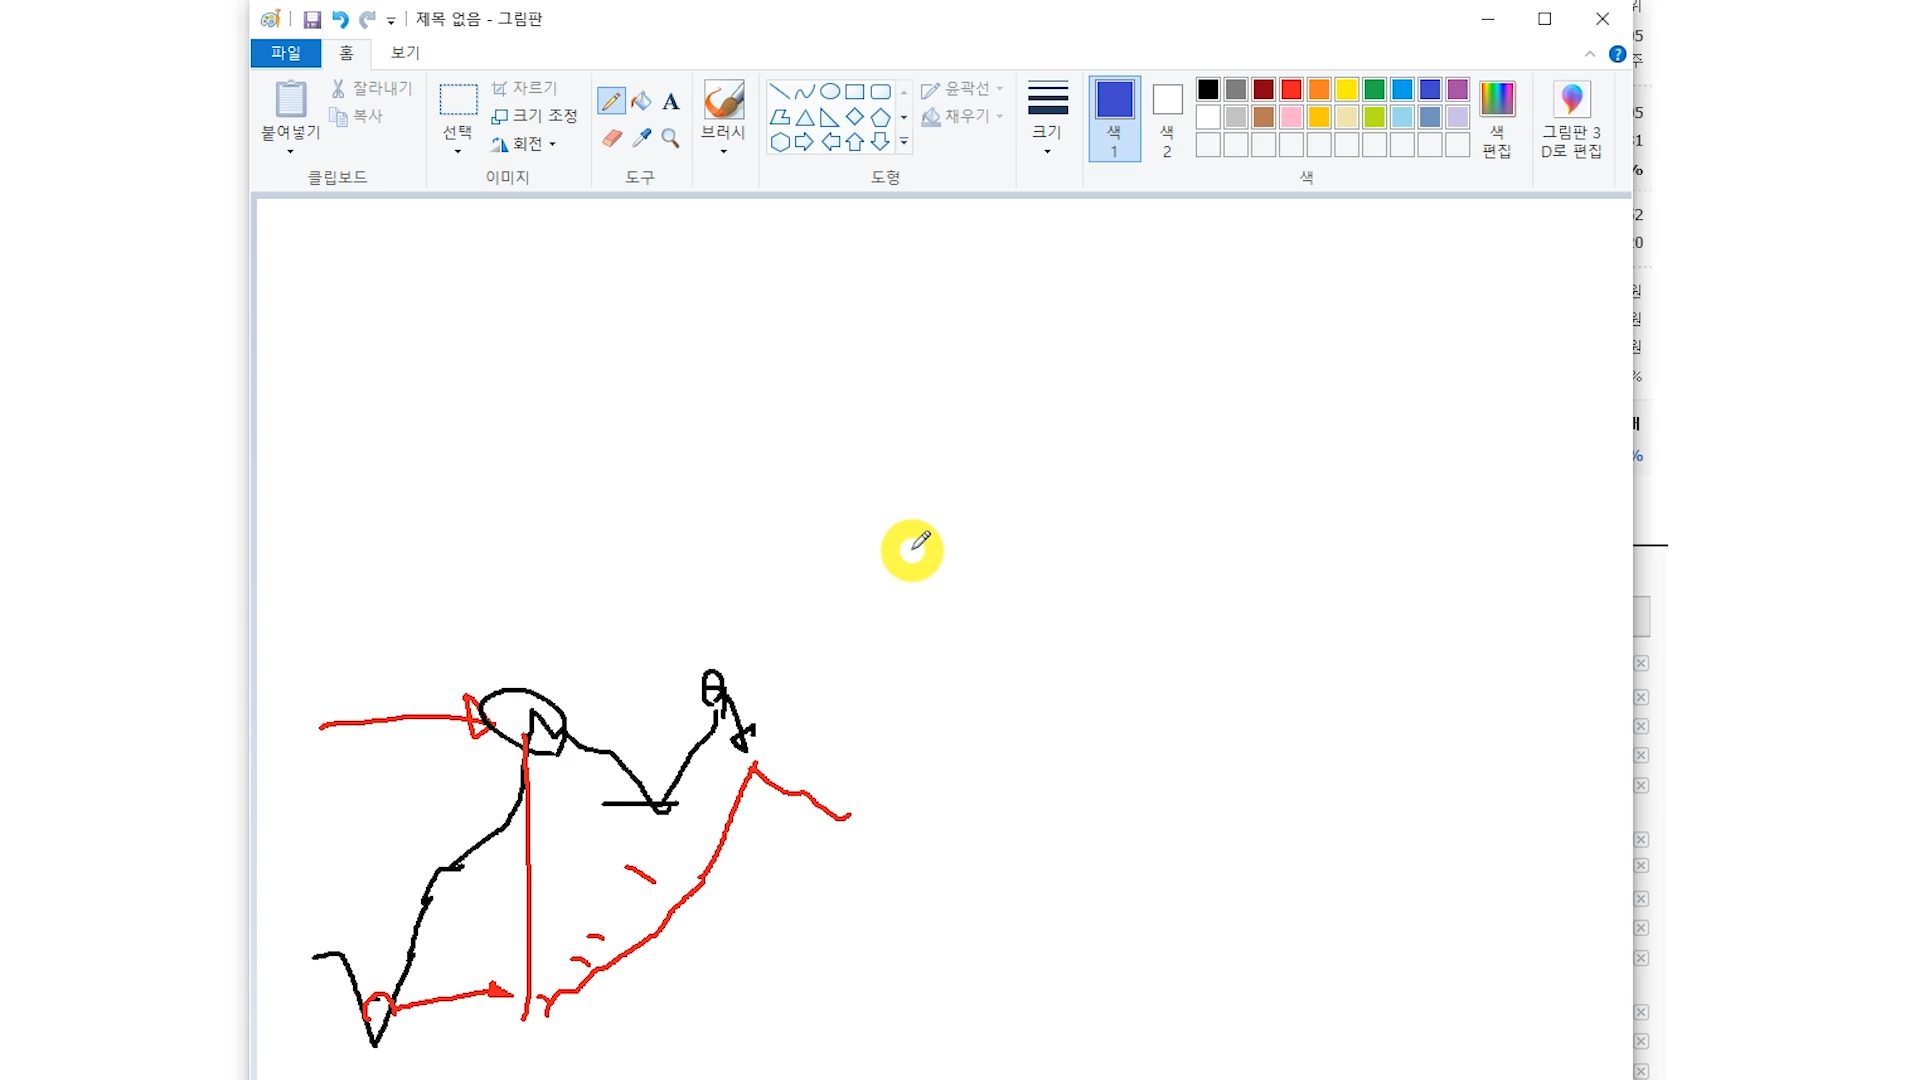 제목 없음 - 그림판
파일 홈 보기
붙여넣기
잘라내기
복사
클립보드
선택
자르기
크기 조정
회전
이미지
A
도구
브러시
윤곽선
채우기
도형
크기
색
1
색
2
색
편집
그림판 3
D로 편집
색
?
%
%
%